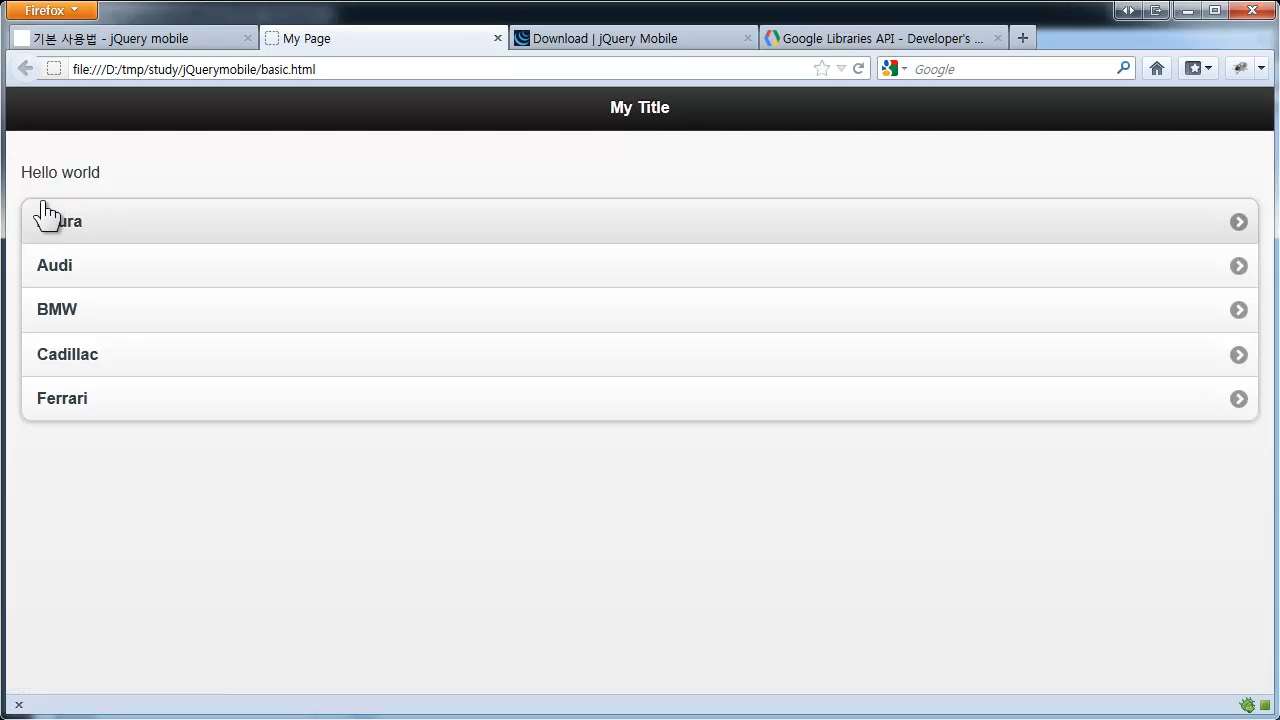 Firefox
기본 사용법 - jQuery mobile
My Page
Download | jQuery Mobile
Google Libraries API - Developer's ...
file:///D:/tmp/study/jQuerymobile/basic.html
Google
My Title
Hello world
Audi
BMW
Cadillac
Ferrari